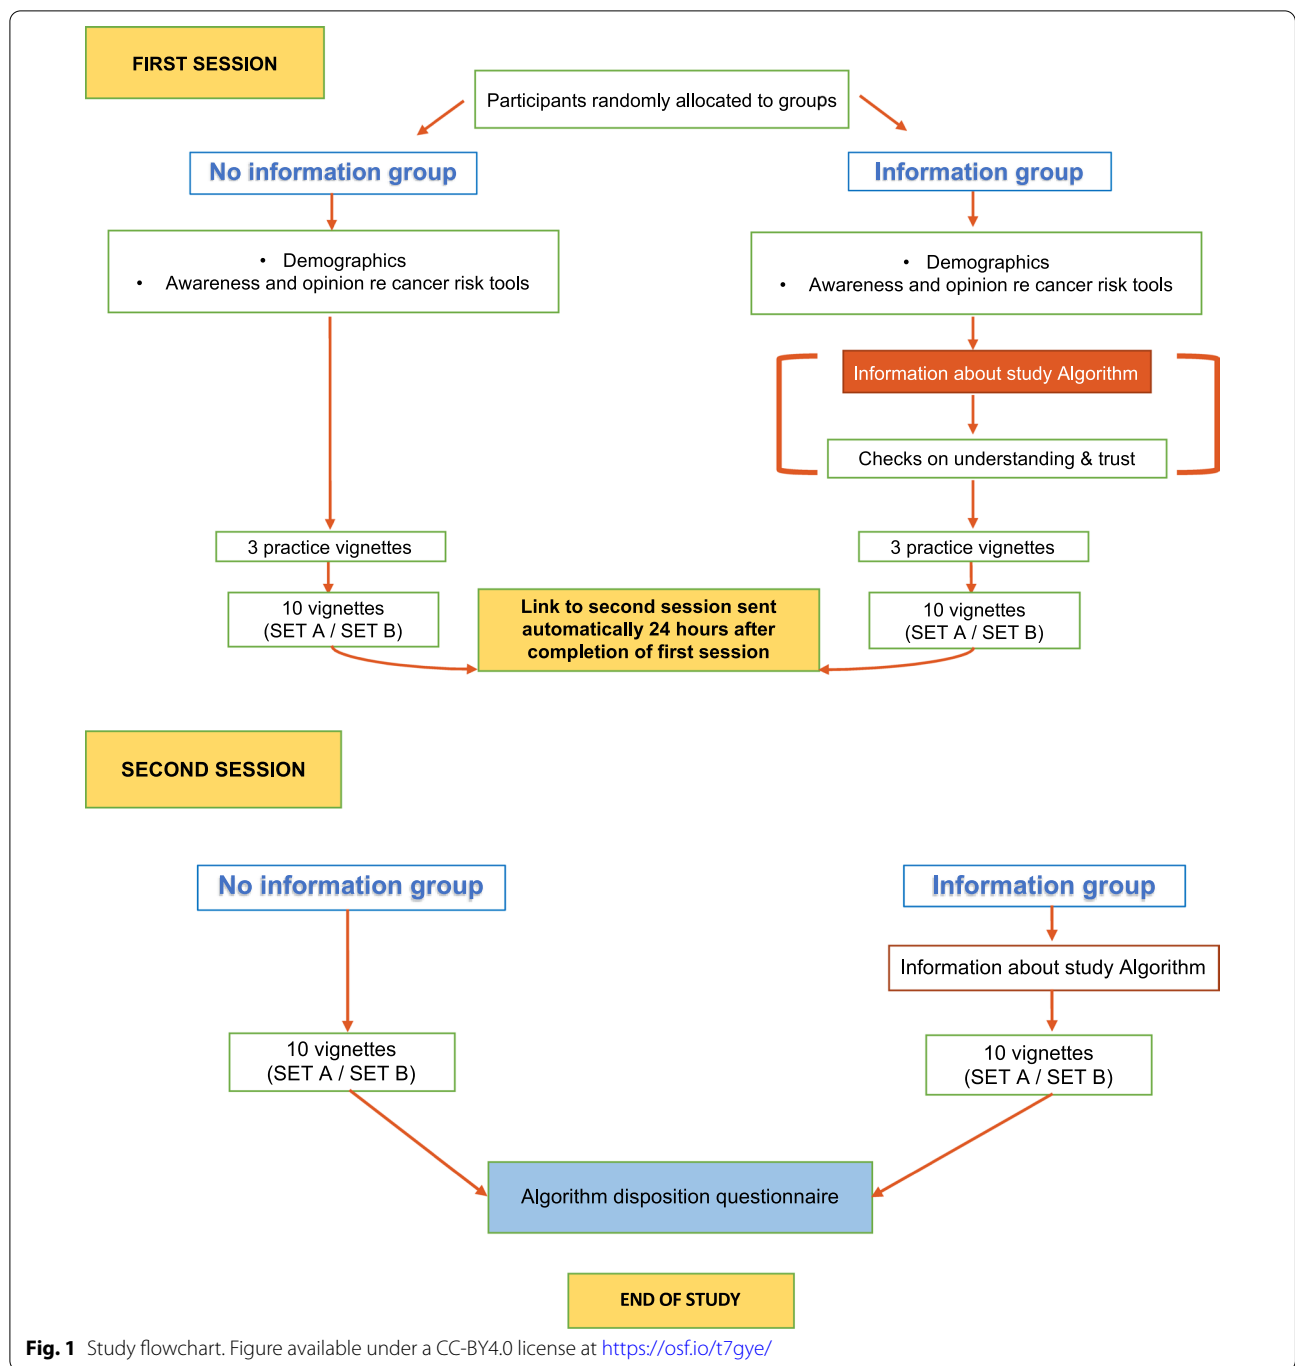 FIRST SESSION
Participants randomly allocated to groups
No information group
Information group
• Demographics
• Awareness and opinion re cancer risk tools
• Demographics
• Awareness and opinion re cancer risk tools
Information about study Algorithm
Checks on understanding & trust
3 practice vignettes
3 practice vignettes
10 vignettes
(SET A / SET B)
Link to second session sent
automatically 24 hours after
completion of first session
10 vignettes
(SET A / SET B)
SECOND SESSION
No information group
Information group
Information about study Algorithm
10 vignettes
(SET A / SET B)
10 vignettes
(SET A / SET B)
Algorithm disposition questionnaire
END OF STUDY
Fig. 1 Study flowchart. Figure available under a CC-BY4.0 license at https://osf.io/t7gye/